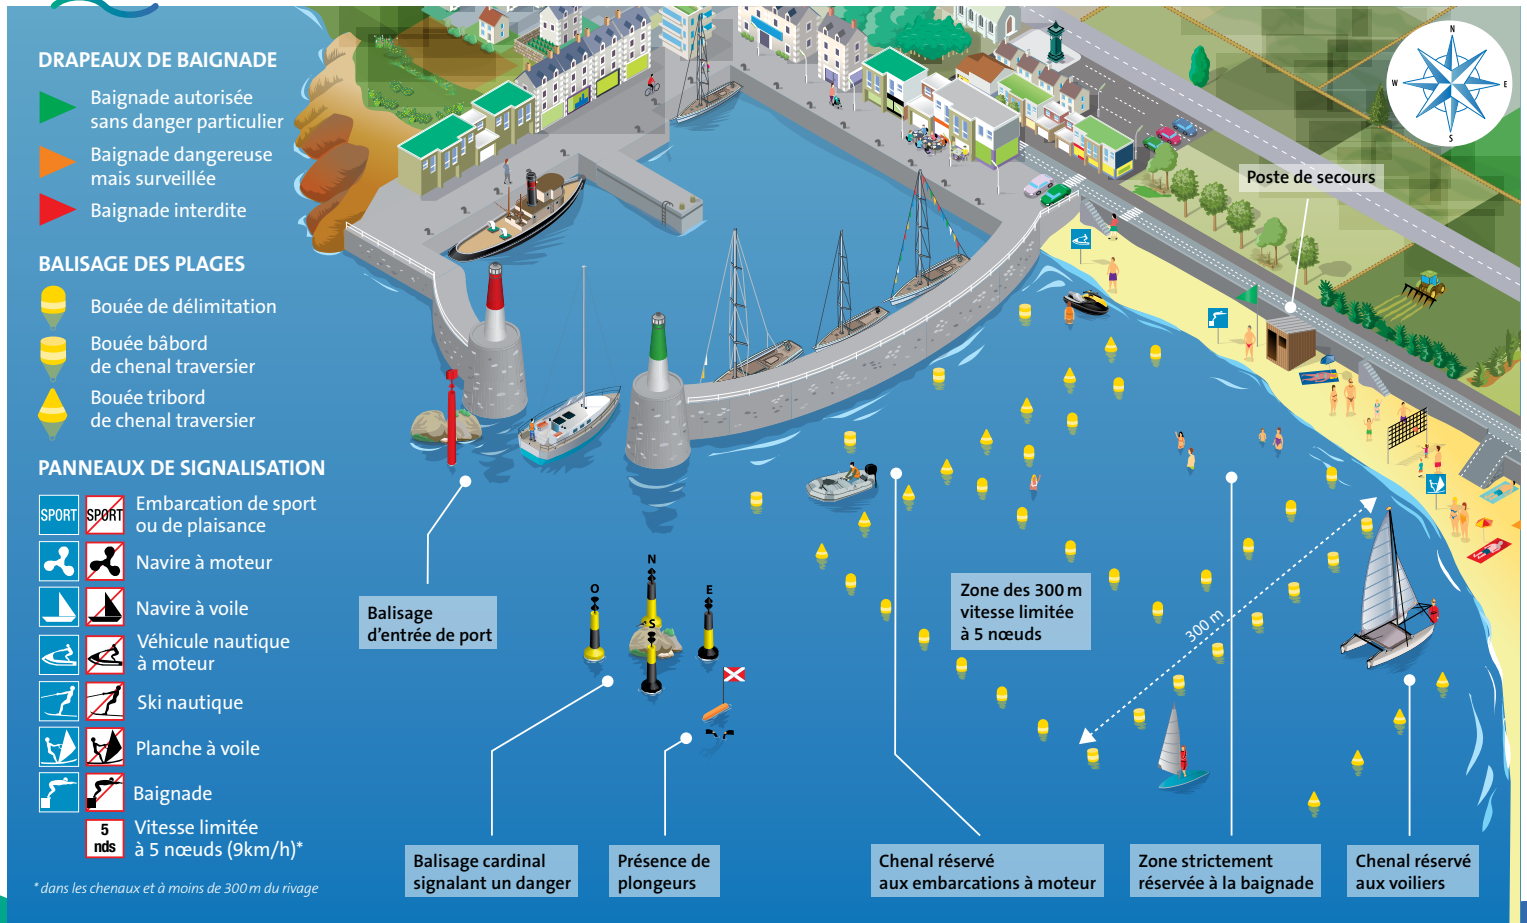 DRAPEAUX DE BAIGNADE
Baignade autorisée
sans danger particulier
Baignade dangereuse
mais surveillée
Baignade interdite
BALISAGE DES PLAGES
Bouée de délimitation
Bouée bâbord
de chenal traversier
Bouée tribord
de chenal traversier
PANNEAUX DE SIGNALISATION
SPORT
SPORT
Embarcation de sport
ou de plaisance
Navire à moteur
Navire à voile
Véhicule nautique
à moteur
Ski nautique
Planche à voile
Baignade
5
nds
Vitesse limitée
à 5 nœuds (9km/h)*
* dans les chenaux et à moins de 300 m du rivage
N
W
E
S
Poste de secours
Balisage
d'entrée de port
N
O
E
S
Zone des 300 m
vitesse limitée
à 5 nœuds
300 m
Balisage cardinal
signalant un danger
Présence de
plongeurs
Chenal réservé
aux embarcations à moteur
Zone strictement
réservée à la baignade
Chenal réservé
aux voiliers